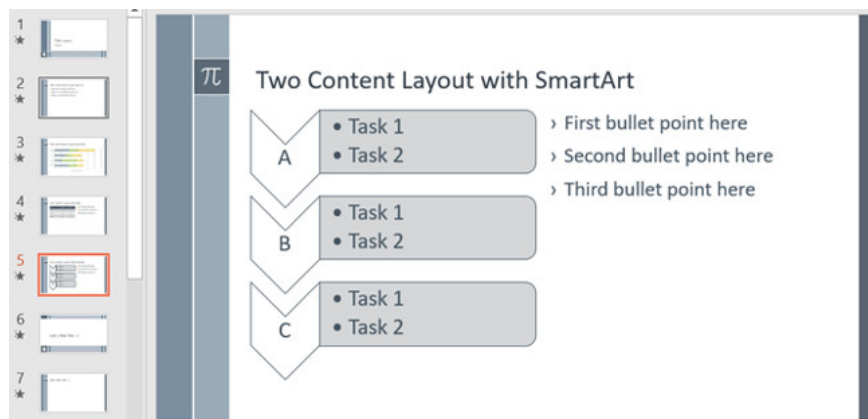 1
2
3
4
5
6
7
π
Two Content Layout with SmartArt
A
• Task 1
• Task 2
B
• Task 1
• Task 2
C
• Task 1
• Task 2
› First bullet point here
› Second bullet point here
› Third bullet point here